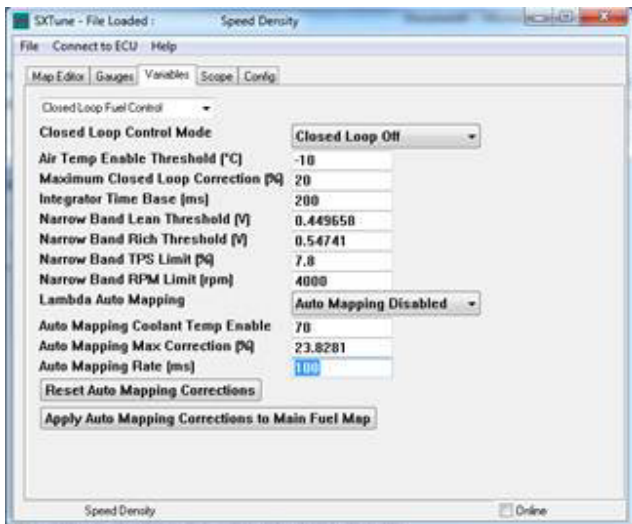 SXTune - File Loaded : Speed Density
File Connect to ECU Help
Map Editor Gauges Variables Scope Config
Closed Loop Fuel Control
Closed Loop Control Mode Closed Loop Off
Air Temp Enable Threshold (°C) -10
Maximum Closed Loop Correction (%) 20
Integrator Time Base (ms) 200
Narrow Band Lean Threshold (V) 0.449658
Narrow Band Rich Threshold (V) 0.54741
Narrow Band TPS Limit (%) 7.8
Narrow Band RPM Limit (rpm) 4000
Lambda Auto Mapping Auto Mapping Disabled
Auto Mapping Coolant Temp Enable 70
Auto Mapping Max Correction (%) 23.8281
Auto Mapping Rate (ms) 100
Reset Auto Mapping Corrections
Apply Auto Mapping Corrections to Main Fuel Map
Speed Density Online